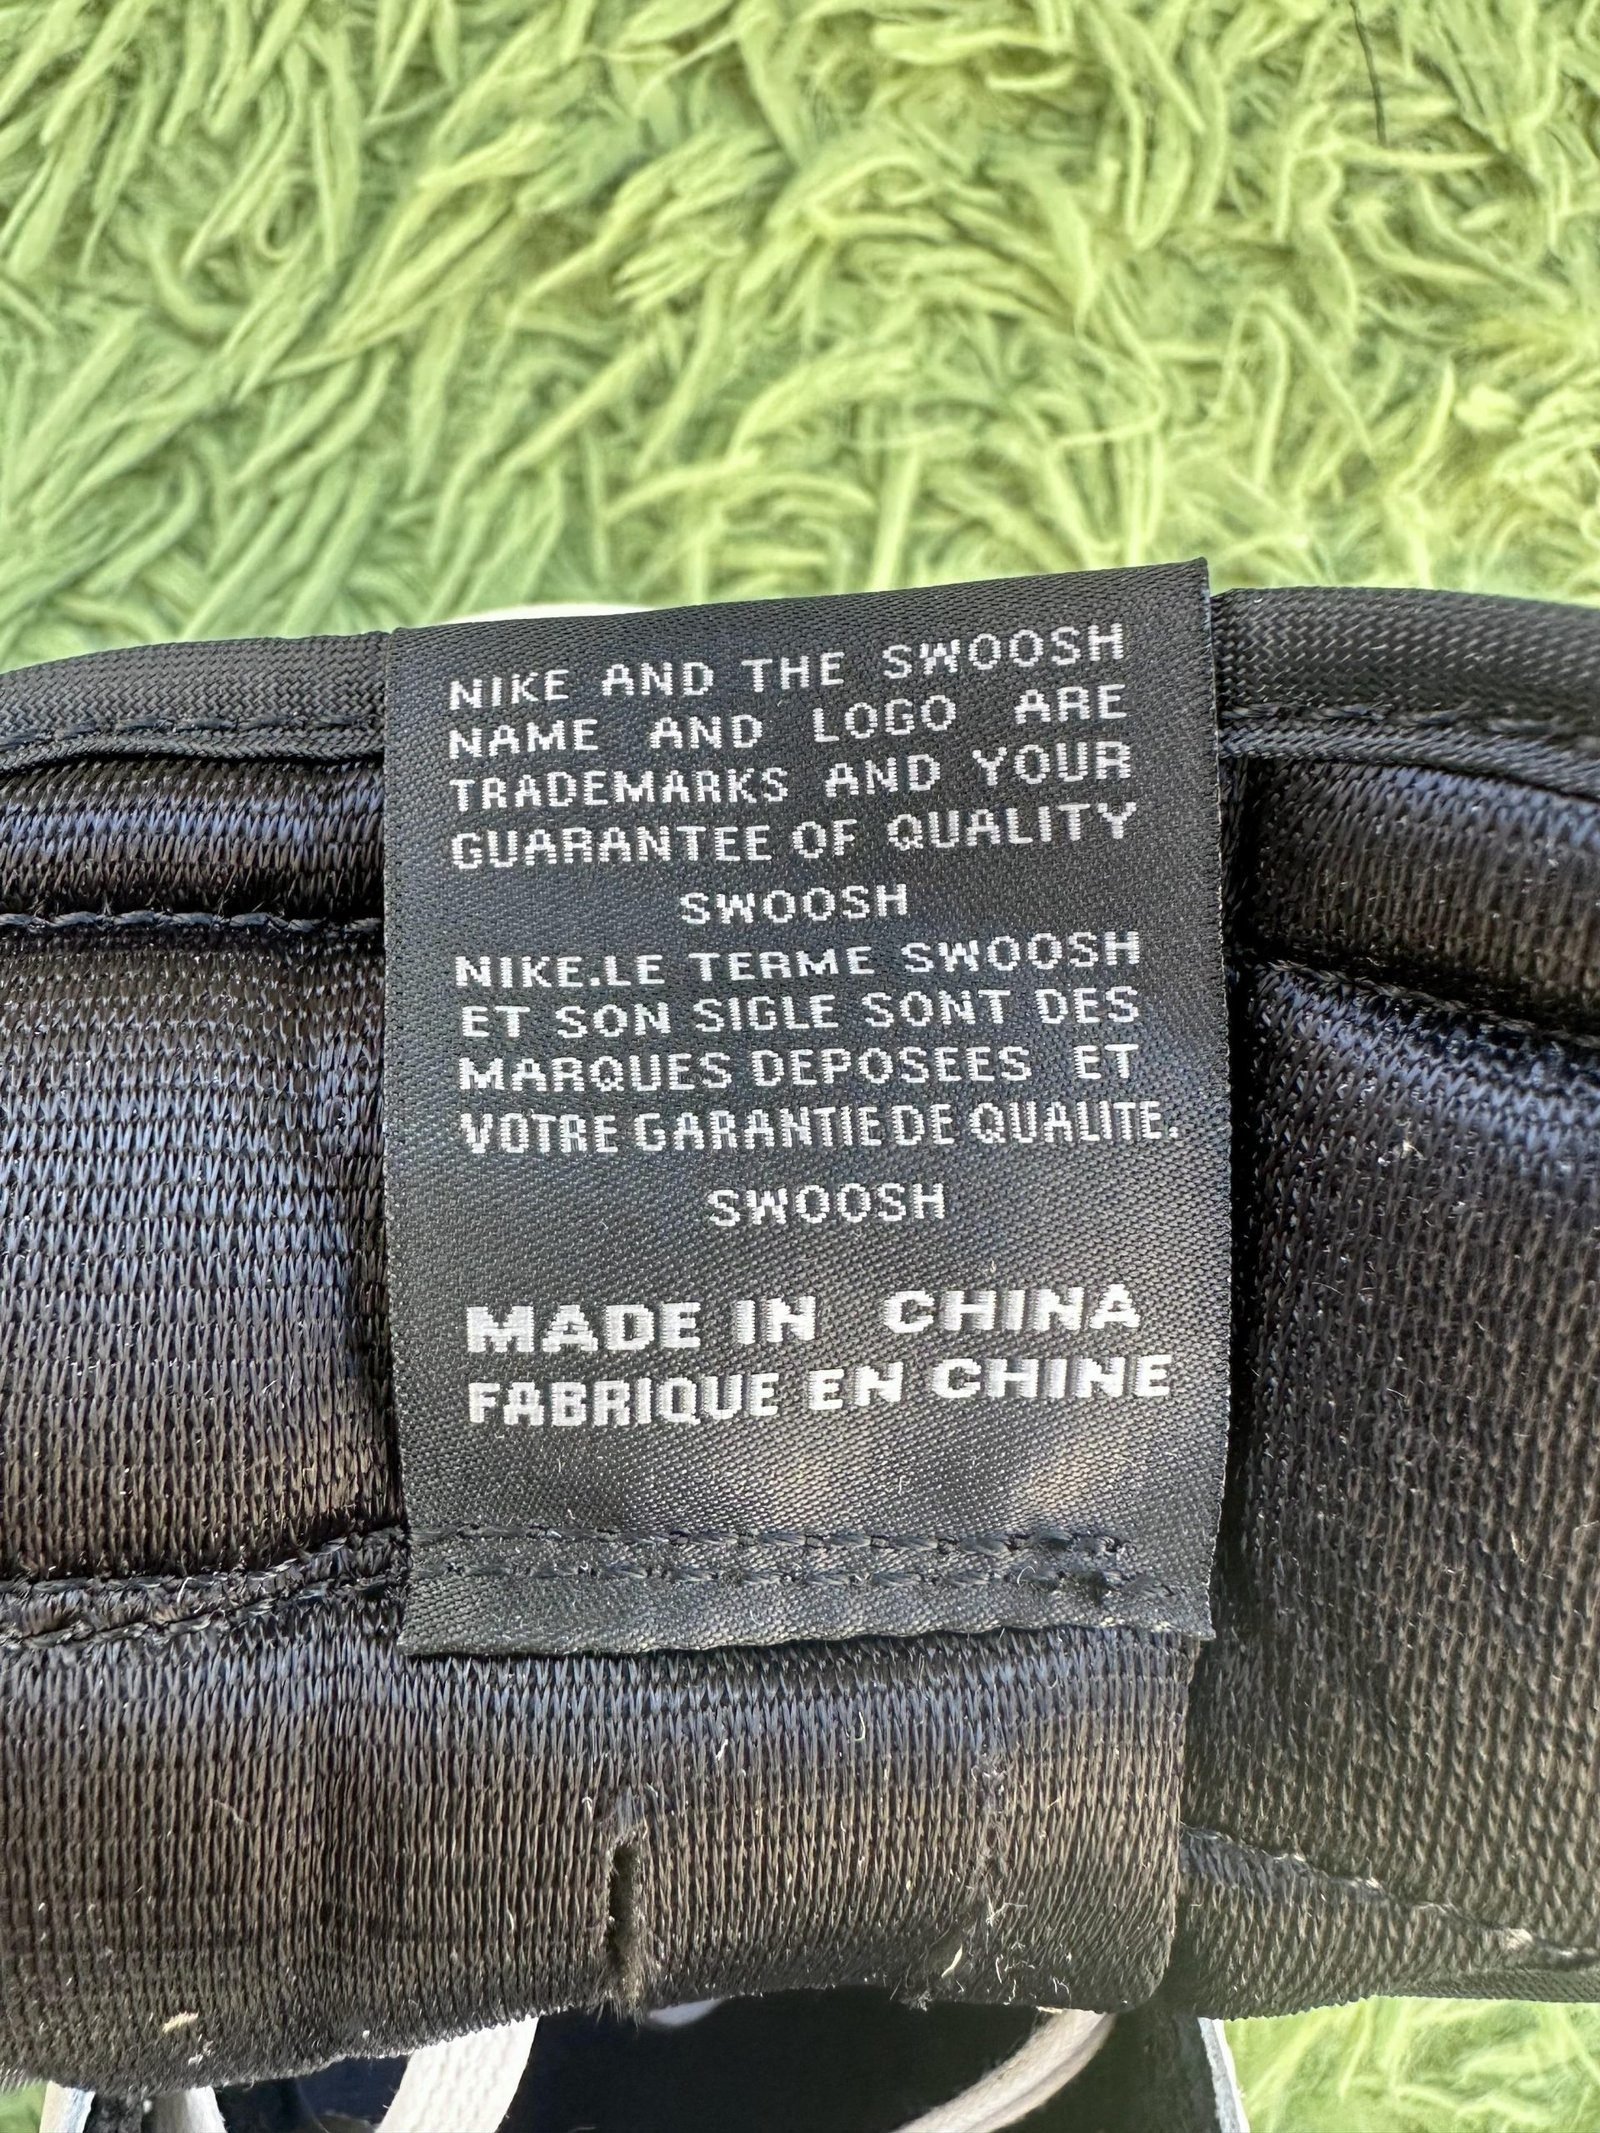 NIKE AND THE SWOOSH
NAME AND LOGO ARE
TRADEMARKS AND YOUR
GUARANTEE OF QUALITY
SWOOSH
NIKE.LE TERME SWOOSH
ET SON SIGLE SONT DES
MARQUES DEPOSEES ET
VOTRE GARANTIE DE QUALITE.
SWOOSH
MADE IN CHINA
FABRIQUE EN CHINE